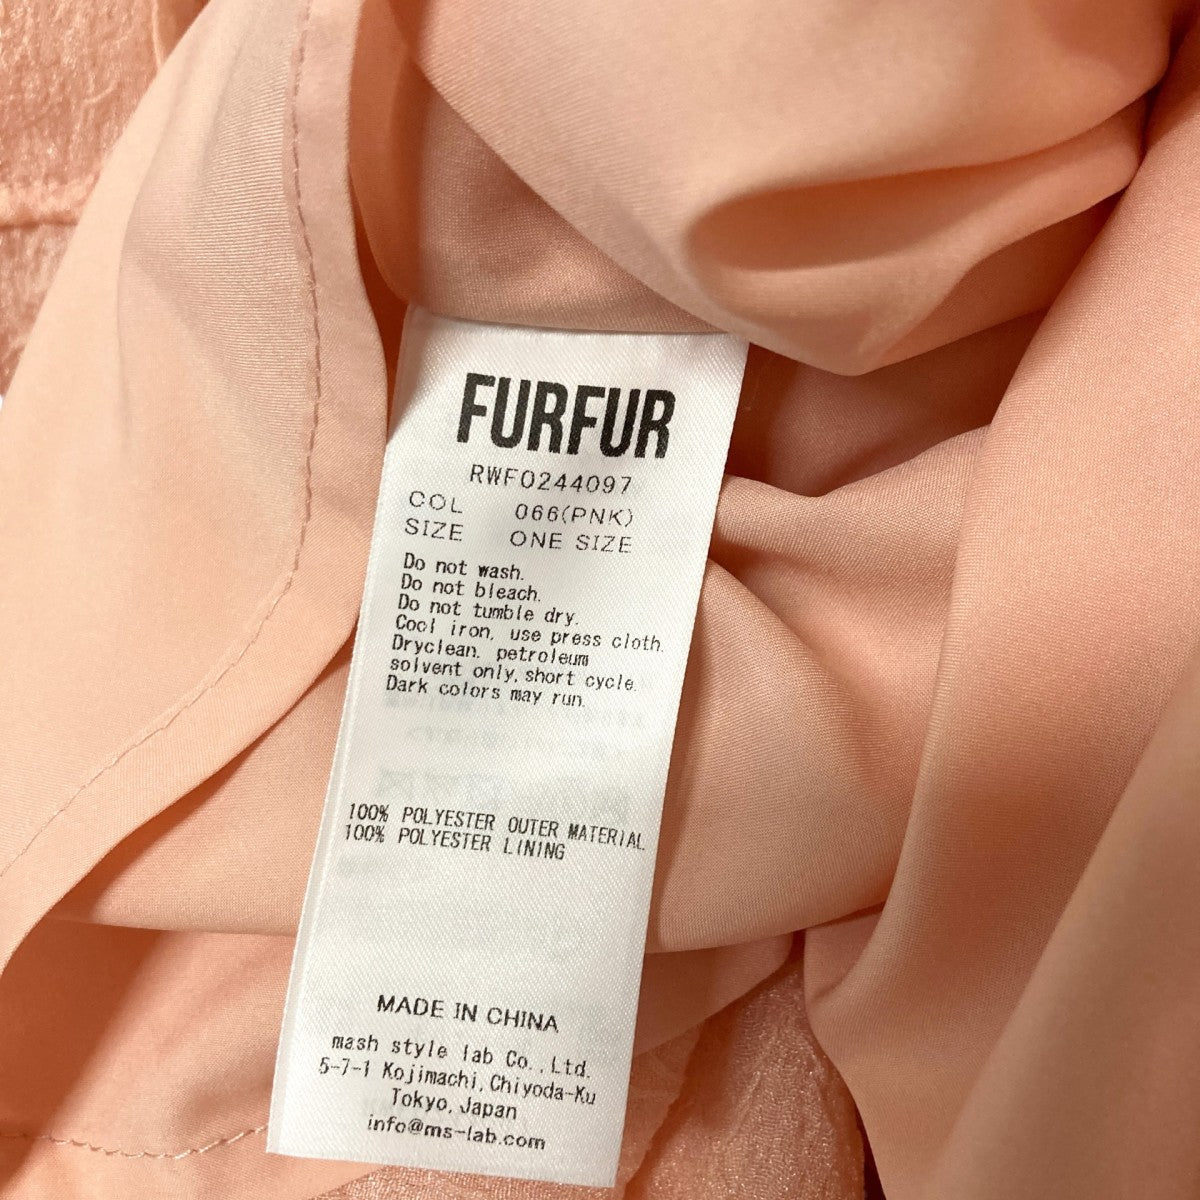 FURFUR
RWFO244097
COL 066(PNK)
SIZE ONE SIZE
Do not wash.
Do not bleach.
Do not tumble dry.
Cool iron, use press cloth.
Dryclean, petroleum
solvent only, short cycle.
Dark colors may run.
100% POLYESTER OUTER MATERIAL
100% POLYESTER LINING
MADE IN CHINA
mash style lab Co.,Ltd.
5-7-1 Kojimachi,Chiyoda-Ku
Tokyo,Japan
info@ms-lab.com